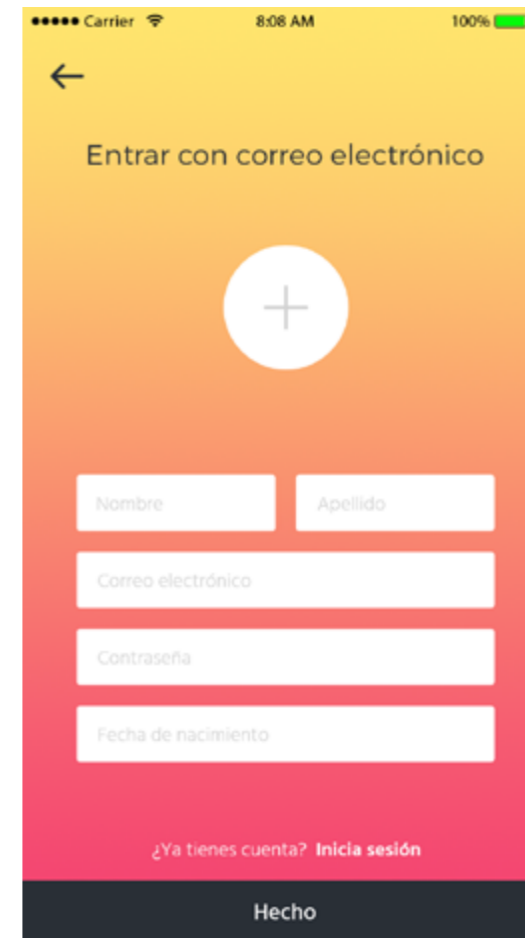 Carrier 8:08 AM 100%
Entrar con correo electrónico
Nombre Apellido
Correo electrónico
Contraseña
Fecha de nacimiento
¿Ya tienes cuenta? Inicia sesión
Hecho